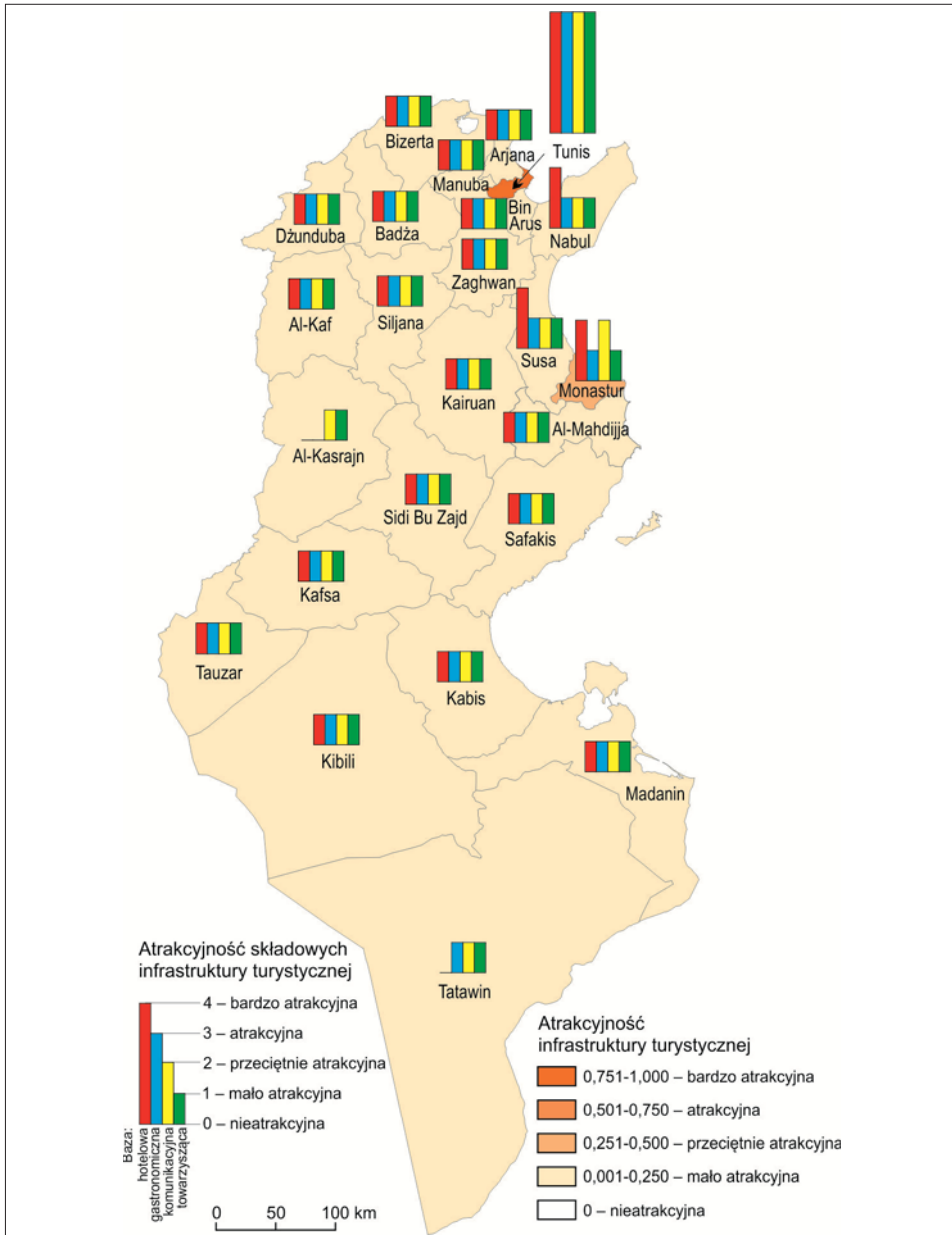 Bizerta
Arjana
Tunis
Manuba
Bin
Arus
Nabul
Dżunduba
Badża
Zaghwan
Al-Kaf
Siljana
Susa
Monastur
Kairuan
Al-Mahdijja
Al-Kasrajn
Sidi Bu Zajd
Safakis
Kafsa
Tauzar
Kabis
Kibili
Madanin
Tatawin
Atrakcyjność składowych
infrastruktury turystycznej
4 – bardzo atrakcyjna
3 – atrakcyjna
2 – przeciętnie atrakcyjna
1 – mało atrakcyjna
0 – nieatrakcyjna
Baza:
hotelowa
gastronomiczna
komunikacyjna
towarzysząca
0 50 100 km
Atrakcyjność
infrastruktury turystycznej
0,751-1,000 – bardzo atrakcyjna
0,501-0,750 – atrakcyjna
0,251-0,500 – przeciętnie atrakcyjna
0,001-0,250 – mało atrakcyjna
0 – nieatrakcyjna